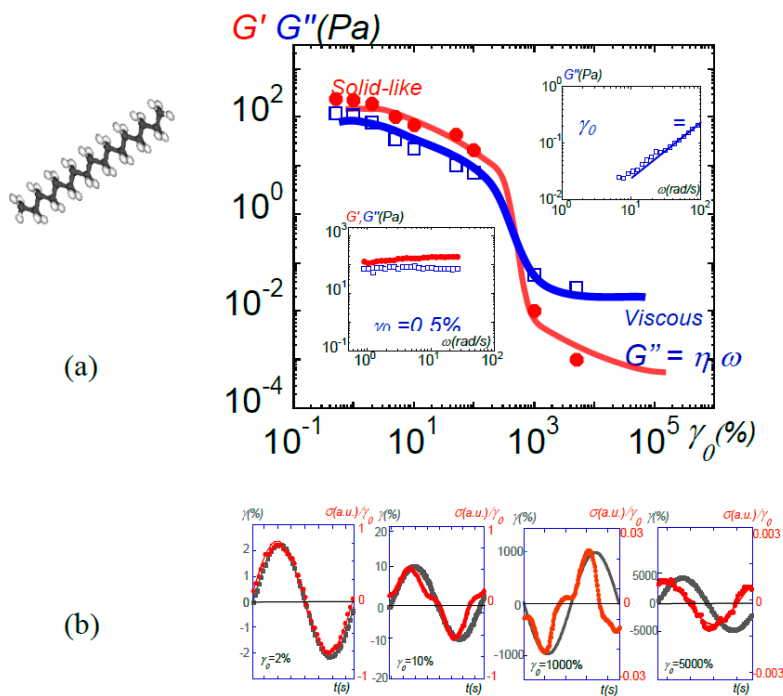 G' G''(Pa)
Solid-like
10²
10⁰
10⁻²
10⁻⁴
10⁻¹
10¹
10³
10⁵
γ₀(%)
Viscous
G'' = η ω
G''(Pa)
10⁰
10⁻¹
10⁻²
γ₀ =
10⁰
10¹
10²
ω(rad/s)
G',G''(Pa)
10³
10¹
10⁻¹
γ₀ =0.5%
10⁰
10¹
10²
ω(rad/s)
(a)
(b)
γ(%)
σ(a.u.)/γ₀
2
0
-2
1
0
-1
γ₀=2%
t(s)
γ(%)
σ(a.u.)/γ₀
20
10
0
-10
-20
1
0
-1
γ₀=10%
t(s)
γ(%)
σ(a.u.)/γ₀
1000
0
-1000
0.03
0
-0.03
γ₀=1000%
t(s)
γ(%)
σ(a.u.)/γ₀
5000
0
-5000
0.003
0
-0.003
γ₀=5000%
t(s)